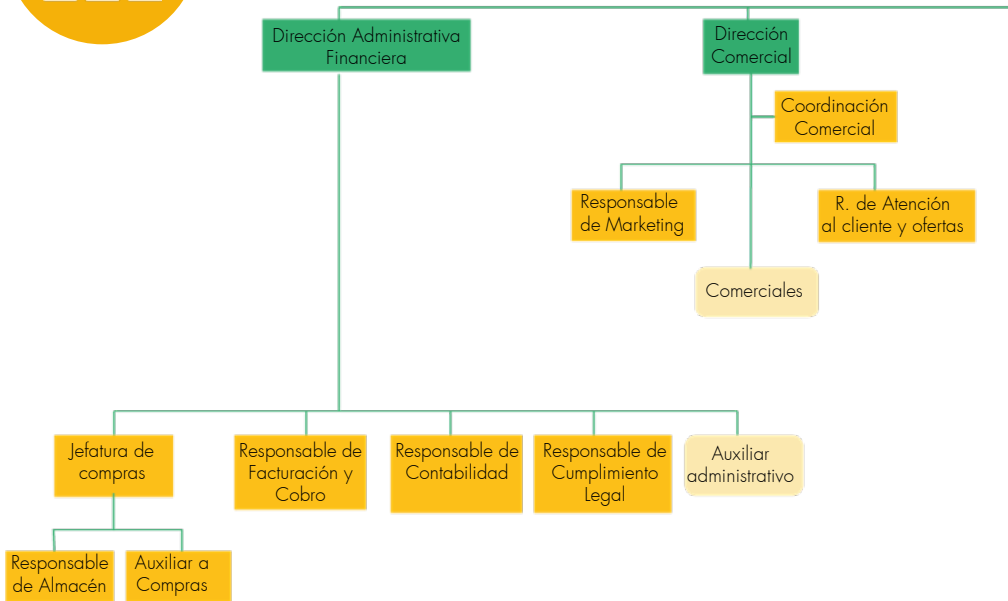 Dirección Administrativa
Financiera
Dirección
Comercial
Coordinación
Comercial
Responsable
de Marketing
R. de Atención
al cliente y ofertas
Comerciales
Jefatura de
compras
Responsable de
Facturación y
Cobro
Responsable de
Contabilidad
Responsable de
Cumplimiento
Legal
Auxiliar
administrativo
Responsable
de Almacén
Auxiliar a
Compras